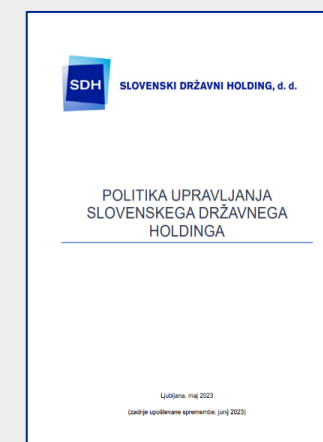 SDH
SLOVENSKI DRŽAVNI HOLDING, d. d.
POLITIKA UPRAVLJANJA
SLOVENSKEGA DRŽAVNEGA
HOLDINGA
Ljubljana, maj 2023
(zadnje upoštevane spremembe: junij 2023)